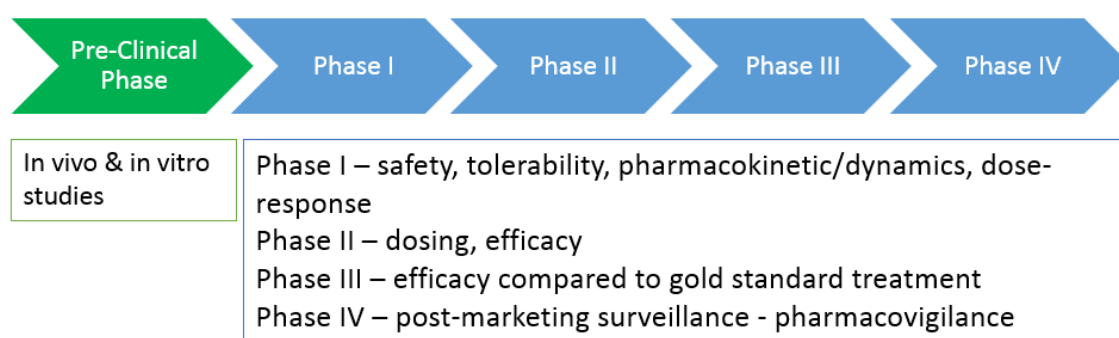 Pre-Clinical
Phase
Phase I
Phase II
Phase III
Phase IV
In vivo & in vitro
studies
Phase I – safety, tolerability, pharmacokinetic/dynamics, dose-
response
Phase II – dosing, efficacy
Phase III – efficacy compared to gold standard treatment
Phase IV – post-marketing surveillance - pharmacovigilance